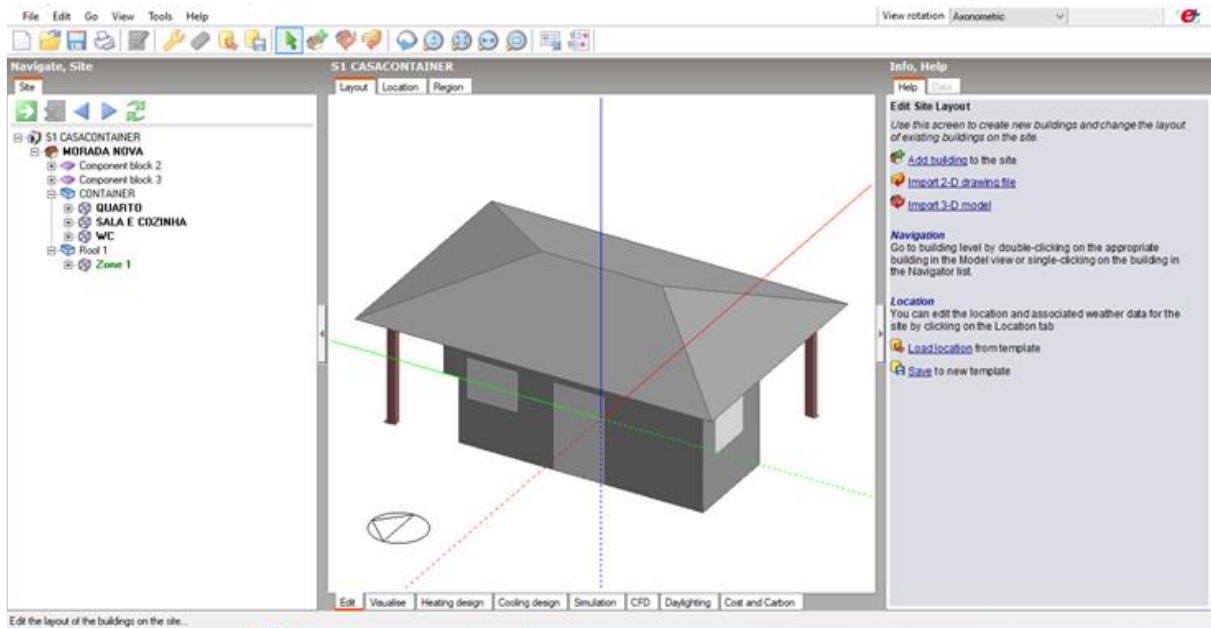 File Edit Go View Tools Help
View rotation Axonometric
Navigate, Site
Site
S1 CASACONTAINER
MORADA NOVA
Component block 2
Component block 3
CONTAINER
QUARTO
SALA E COZINHA
WC
Roof 1
Zone 1
S1 CASACONTAINER
Layout Location Region
Edit Visualise Heating design Cooling design Simulation CFD Daylighting Cost and Carbon
Info, Help
Help Data
Edit Site Layout
Use this screen to create new buildings and change the layout
of existing buildings on the site.
Add building to the site
Import 2-D drawing file
Import 3-D model
Navigation
Go to building level by double-clicking on the appropriate
building in the Model view or single-clicking on the building in
the Navigator list.
Location
You can edit the location and associated weather data for the
site by clicking on the Location tab
Load location from template
Save to new template
Edit the layout of the buildings on the site...